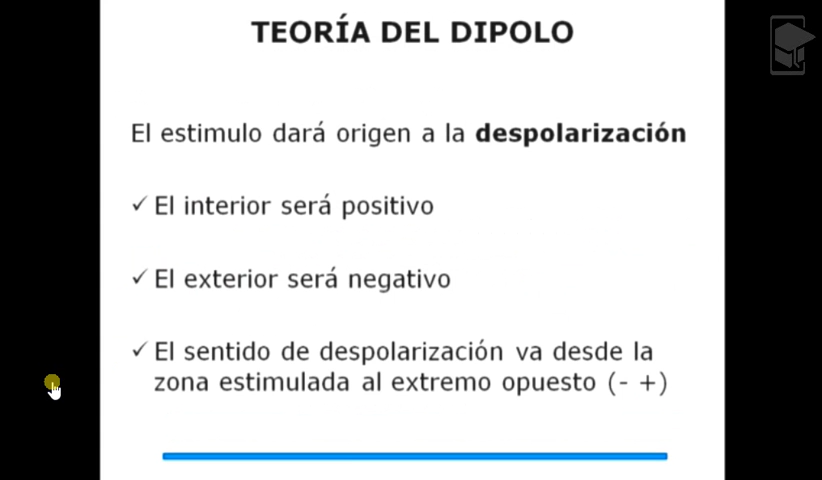 TEORÍA DEL DIPOLO
El estimulo dará origen a la despolarización
✓ El interior será positivo
✓ El exterior será negativo
✓ El sentido de despolarización va desde la
zona estimulada al extremo opuesto (- +)